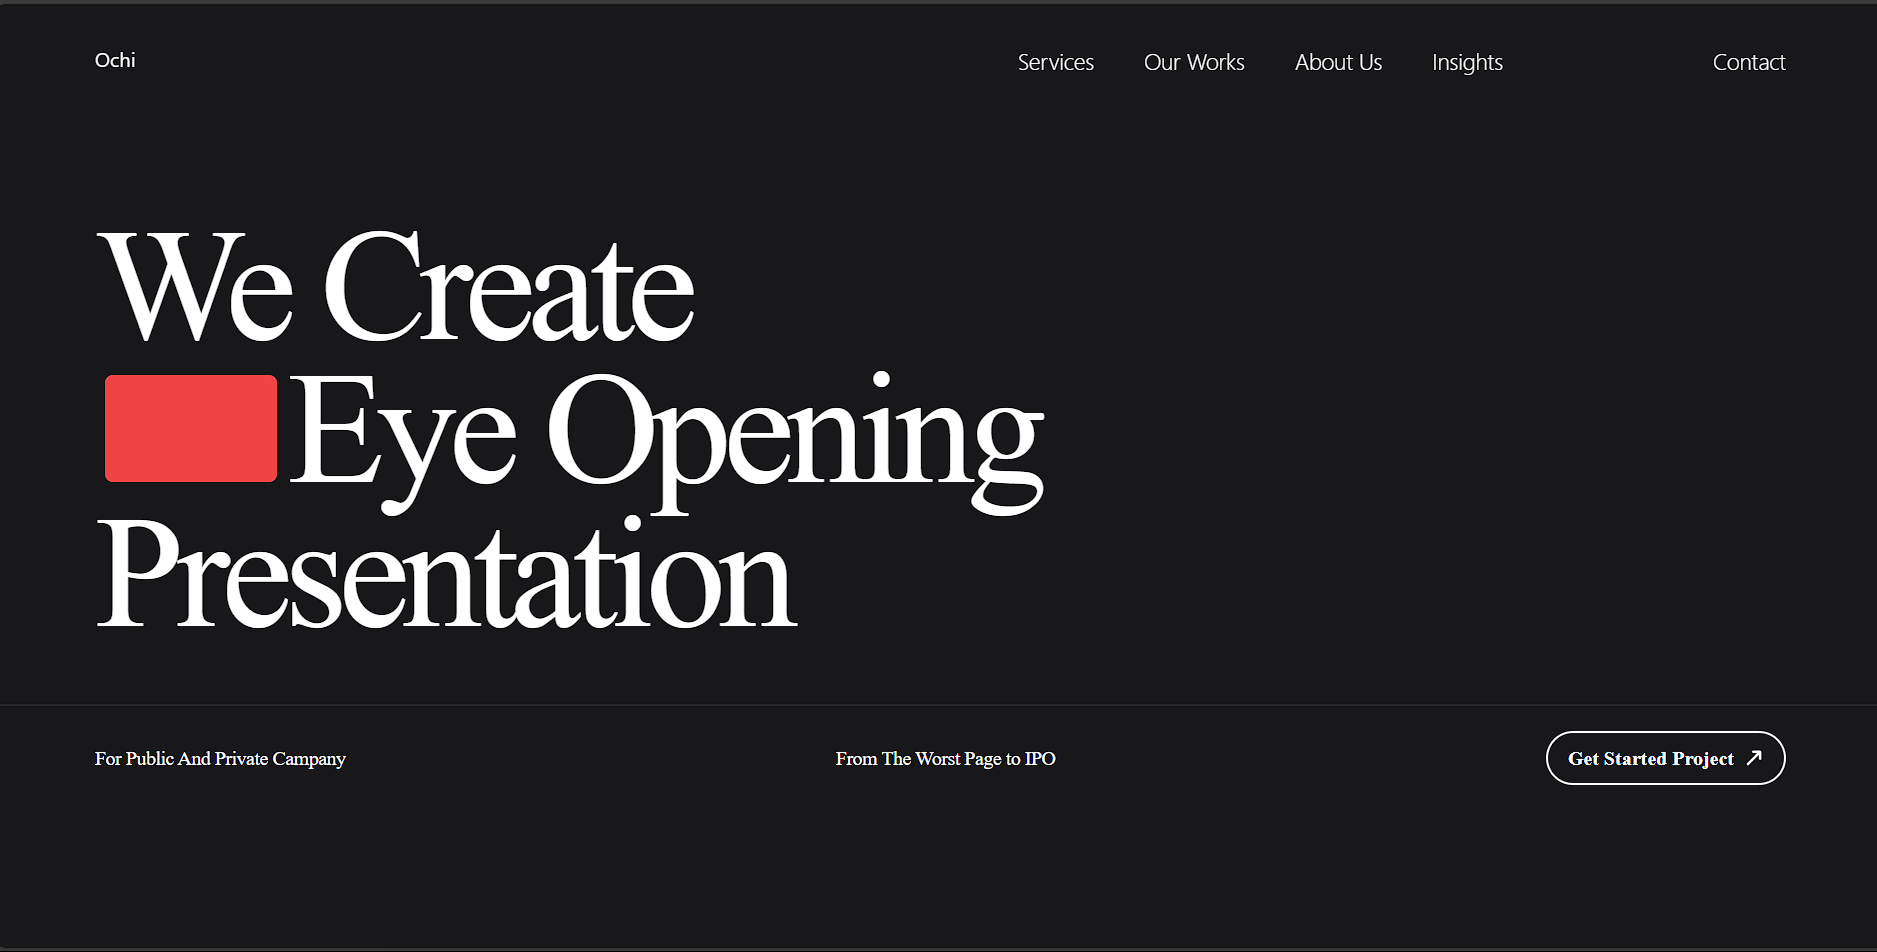 Ochi
Services
Our Works
About Us
Insights
Contact
We Create
Eye Opening
Presentation
For Public And Private Campany
From The Worst Page to IPO
Get Started Project